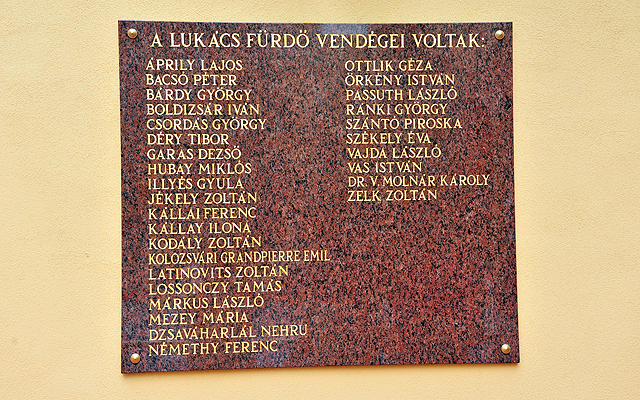 A LUKÁCS FÜRDŐ VENDÉGEI VOLTAK:
ÁPRILY LAJOS
BACSÓ PÉTER
BÁRDY GYÖRGY
BOLDIZSÁR IVÁN
CSORDÁS GYÖRGY
DÉRY TIBOR
GARAS DEZSŐ
HUBAY MIKLÓS
ILLYÉS GYULA
JÉKELY ZOLTÁN
KÁLLAI FERENC
KÁLLAY ILONA
KODÁLY ZOLTÁN
KOLOZSVÁRI GRANDPIERRE EMIL
LATINOVITS ZOLTÁN
LOSSONCZY TAMÁS
MÁRKUS LÁSZLÓ
MEZEY MÁRIA
DZSAVAHARLÁL NEHRU
NÉMETHY FERENC
OTTLIK GÉZA
ÖRKÉNY ISTVÁN
PASSUTH LÁSZLÓ
RÁNKI GYÖRGY
SZÁNTÓ PIROSKA
SZÉKELY ÉVA
VAJDA LÁSZLÓ
VAS ISTVÁN
DR. V. MOLNÁR KÁROLY
ZELK ZOLTÁN